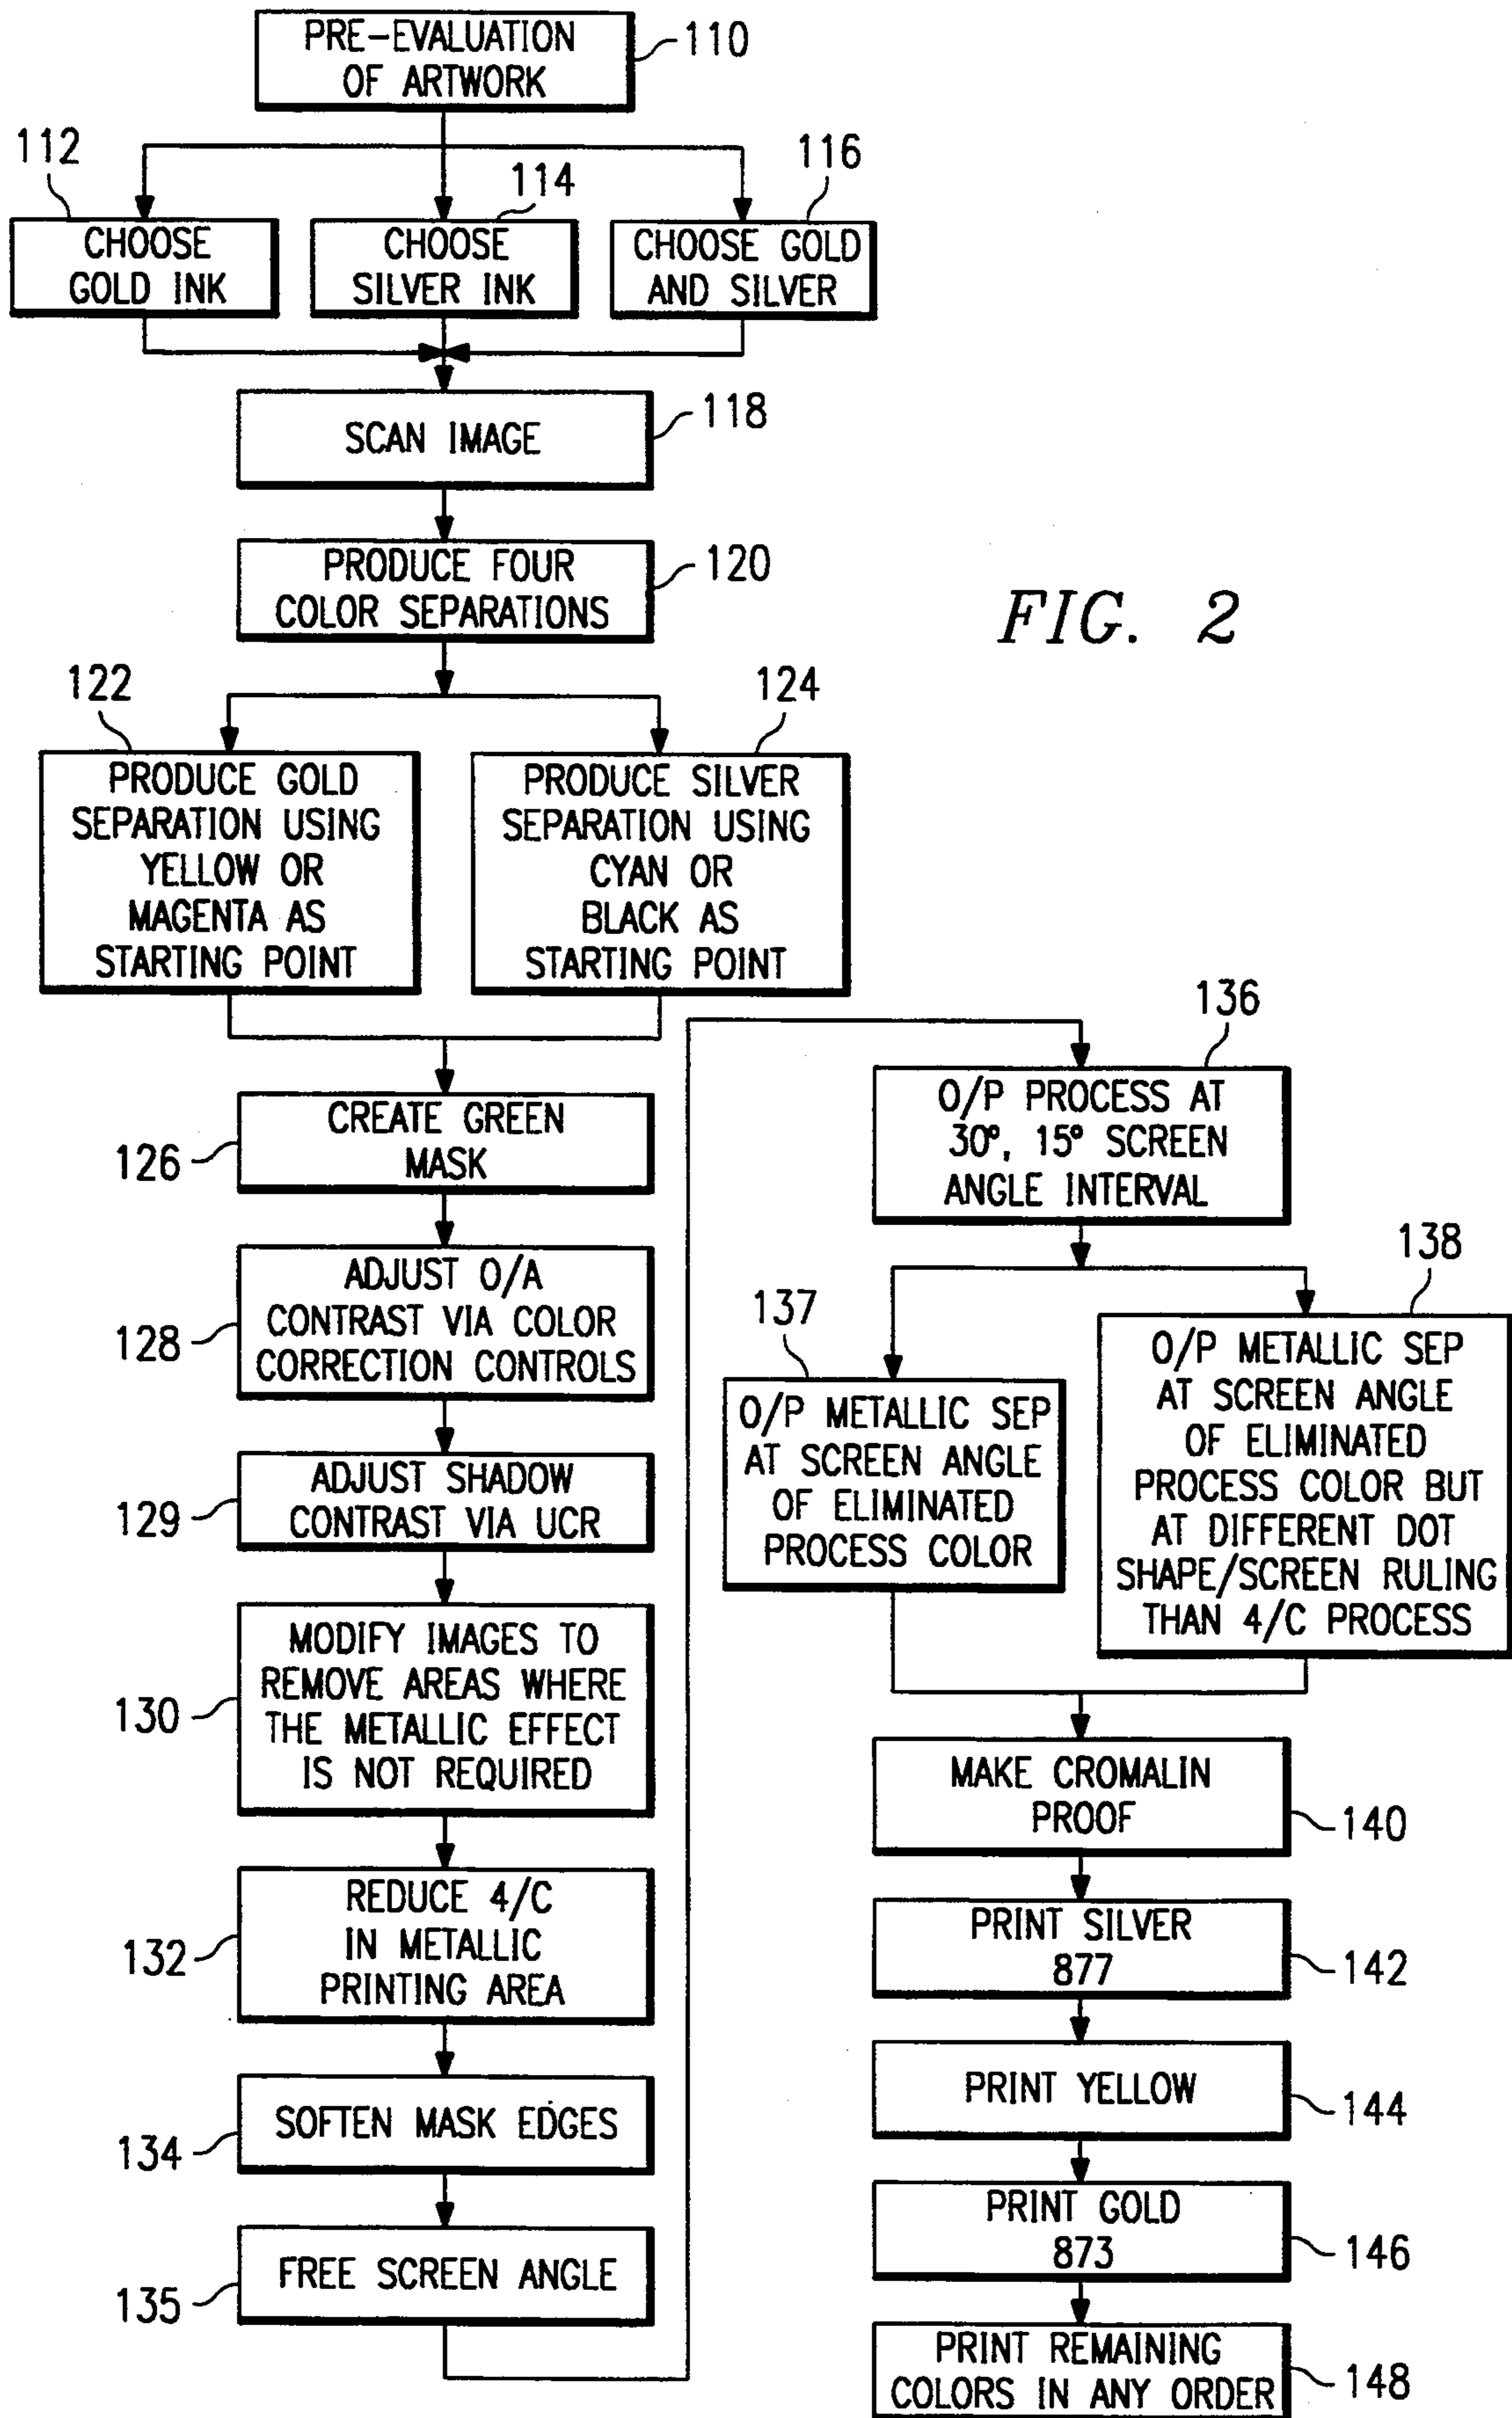 PRE-EVALUATION
OF ARTWORK
110
112
114
116
CHOOSE
GOLD INK
CHOOSE
SILVER INK
CHOOSE GOLD
AND SILVER
SCAN IMAGE
118
PRODUCE FOUR
COLOR SEPARATIONS
120
FIG. 2
122
124
PRODUCE GOLD
SEPARATION USING
YELLOW OR
MAGENTA AS
STARTING POINT
PRODUCE SILVER
SEPARATION USING
CYAN OR
BLACK AS
STARTING POINT
CREATE GREEN
MASK
126
ADJUST O/A
CONTRAST VIA COLOR
CORRECTION CONTROLS
128
ADJUST SHADOW
CONTRAST VIA UCR
129
MODIFY IMAGES TO
REMOVE AREAS WHERE
THE METALLIC EFFECT
IS NOT REQUIRED
130
REDUCE 4/C
IN METALLIC
PRINTING AREA
132
SOFTEN MASK EDGES
134
FREE SCREEN ANGLE
135
136
O/P PROCESS AT
30°, 15° SCREEN
ANGLE INTERVAL
137
O/P METALLIC SEP
AT SCREEN ANGLE
OF ELIMINATED
PROCESS COLOR
138
O/P METALLIC SEP
AT SCREEN ANGLE
OF ELIMINATED
PROCESS COLOR BUT
AT DIFFERENT DOT
SHAPE/SCREEN RULING
THAN 4/C PROCESS
MAKE CROMALIN
PROOF
140
PRINT SILVER
877
142
PRINT YELLOW
144
PRINT GOLD
873
146
PRINT REMAINING
COLORS IN ANY ORDER
148